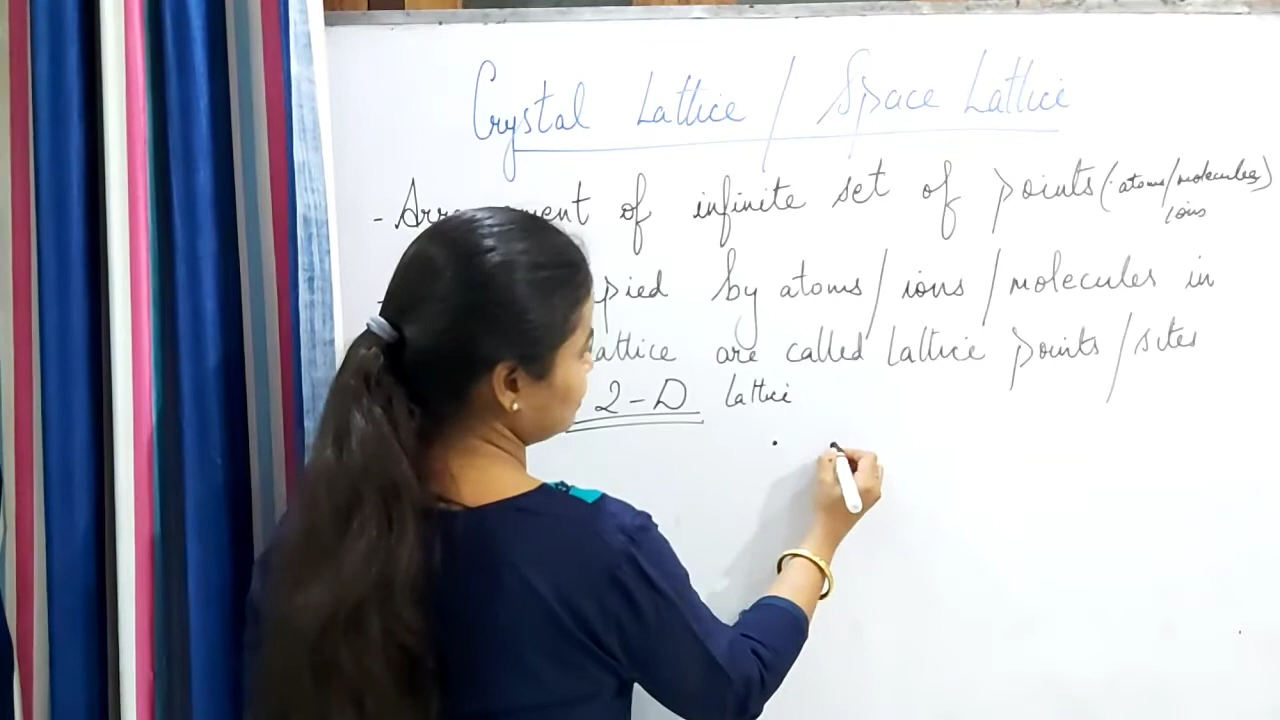 Crystal Lattice / Space Lattice
- Arr ement of infinite set of points (atoms/molecules)
ions
- pied by atoms / ions / molecules in
attice are called lattice points / sites
2-D lattice